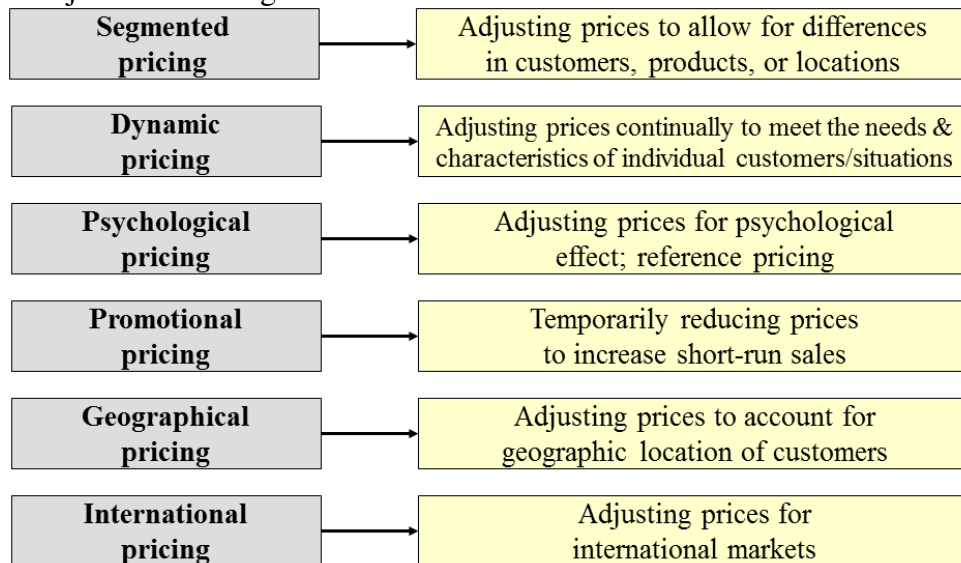 Segmented
pricing
Adjusting prices to allow for differences
in customers, products, or locations
Dynamic
pricing
Adjusting prices continually to meet the needs &
characteristics of individual customers/situations
Psychological
pricing
Adjusting prices for psychological
effect; reference pricing
Promotional
pricing
Temporarily reducing prices
to increase short-run sales
Geographical
pricing
Adjusting prices to account for
geographic location of customers
International
pricing
Adjusting prices for
international markets